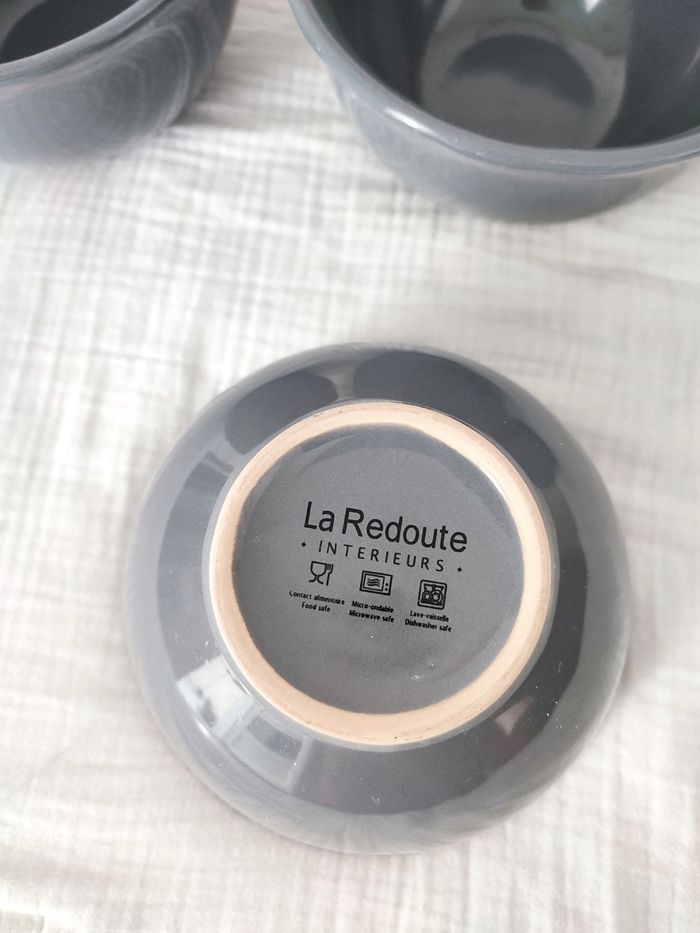 La Redoute
• INTERIEURS •
Contact alimentaire
Food safe
Micro-ondable
Microwave safe
Lave-vaisselle
Dishwasher safe